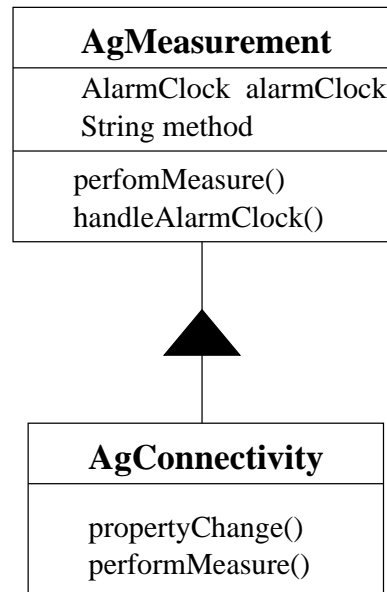 AgMeasurement
AlarmClock alarmClock
String method
perfomMeasure()
handleAlarmClock()
AgConnectivity
propertyChange()
performMeasure()